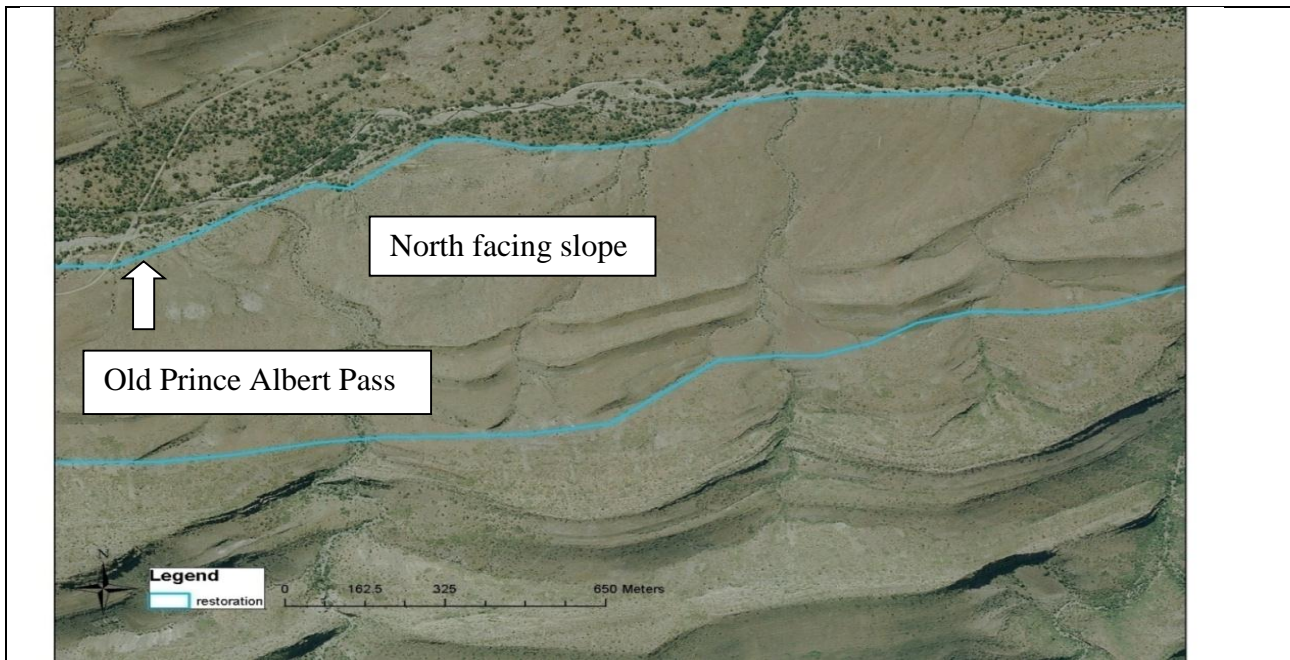 North facing slope
Old Prince Albert Pass
N
Legend
restoration
0 162.5 325 650 Meters